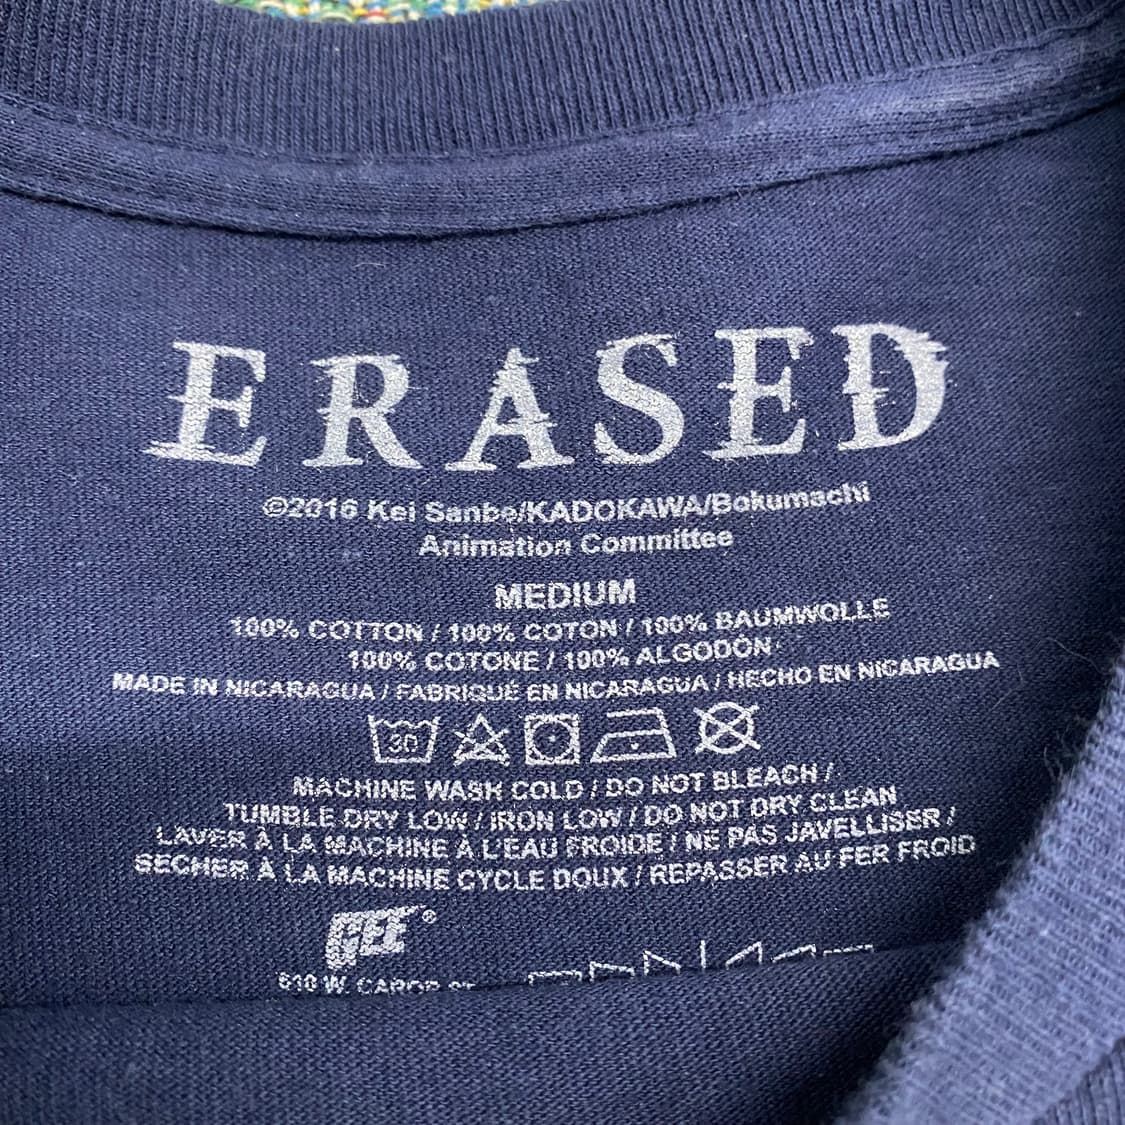 ERASED
©2016 Kei Sanbe/KADOKAWA/Bokumachi
Animation Committee
MEDIUM
100% COTTON / 100% COTON / 100% BAUMWOLLE
100% COTONE / 100% ALGODÓN
MADE IN NICARAGUA / FABRIQUÉ EN NICARAGUA / HECHO EN NICARAGUA
30
MACHINE WASH COLD / DO NOT BLEACH /
TUMBLE DRY LOW / IRON LOW / DO NOT DRY CLEAN
LAVER À LA MACHINE À L'EAU FROIDE / NE PAS JAVELLISER /
SÉCHER À LA MACHINE CYCLE DOUX / REPASSER AU FER FROID
W.